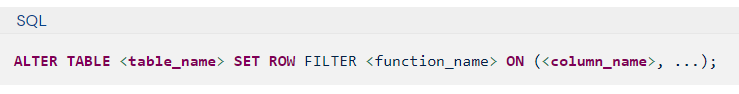 SQL
ALTER TABLE <table_name> SET ROW FILTER <function_name> ON (<column_name>, ...);